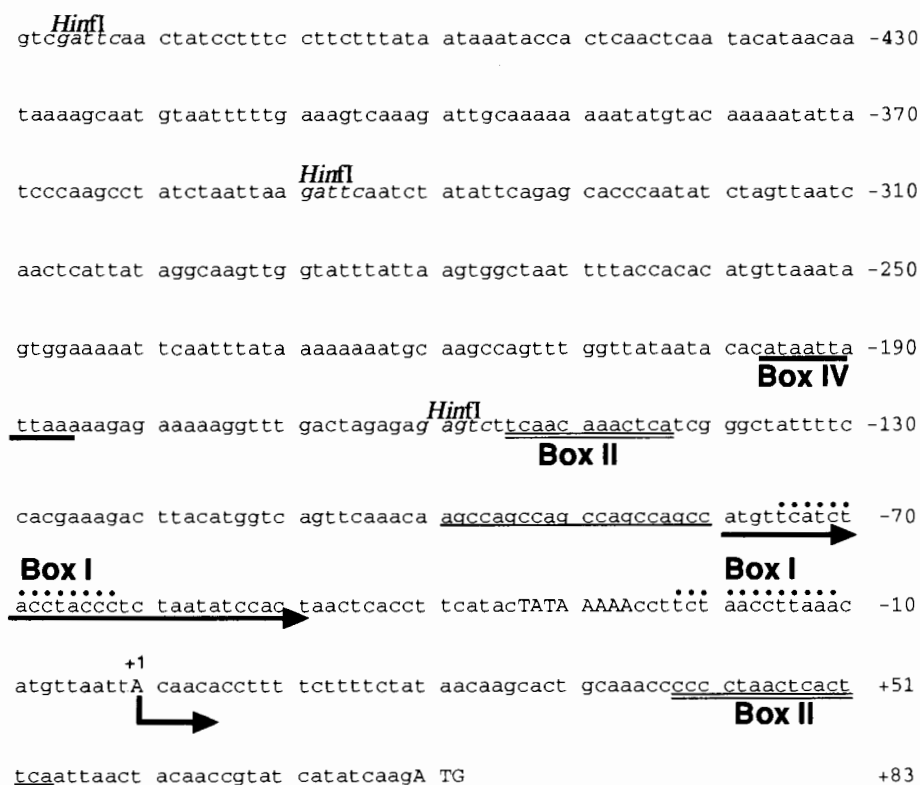 HinfI
gtcgattcaa ctatcctttc cttctttata ataaatacca ctcaactcaa tacataacaa -430
taaaagcaat gtaatttttg aaagtcaaag attgcaaaaa aaatatgtac aaaaatatta -370
HinfI
tcccaagcct atctaattaa gattcaatct atattcagag cacccaatat ctagttaatc -310
aactcattat aggcaagttg gtatttatta agtggctaat tttaccacac atgttaaata -250
gtggaaaaat tcaatttata aaaaaaatgc aagccagttt ggttataata cacataatta -190
Box IV
HinfI
ttaaaaagag aaaaaggttt gactagagag agtcttcaac aaactcatcg ggctattttc -130
Box II
cacgaaagac ttacatggtc agttcaaaca agccagccag ccagccagcc atgttcatct -70
Box I Box I
acctaccctc taatatccac taactcacct tcatacTATA AAAAccttct aaccttaaac -10
+1
atgttaattA caacaccttt tcttttctat aacaagcact gcaaaccccc ctaactcact +51
Box II
tcaattaact acaaccgtat catatcaagA TG +83